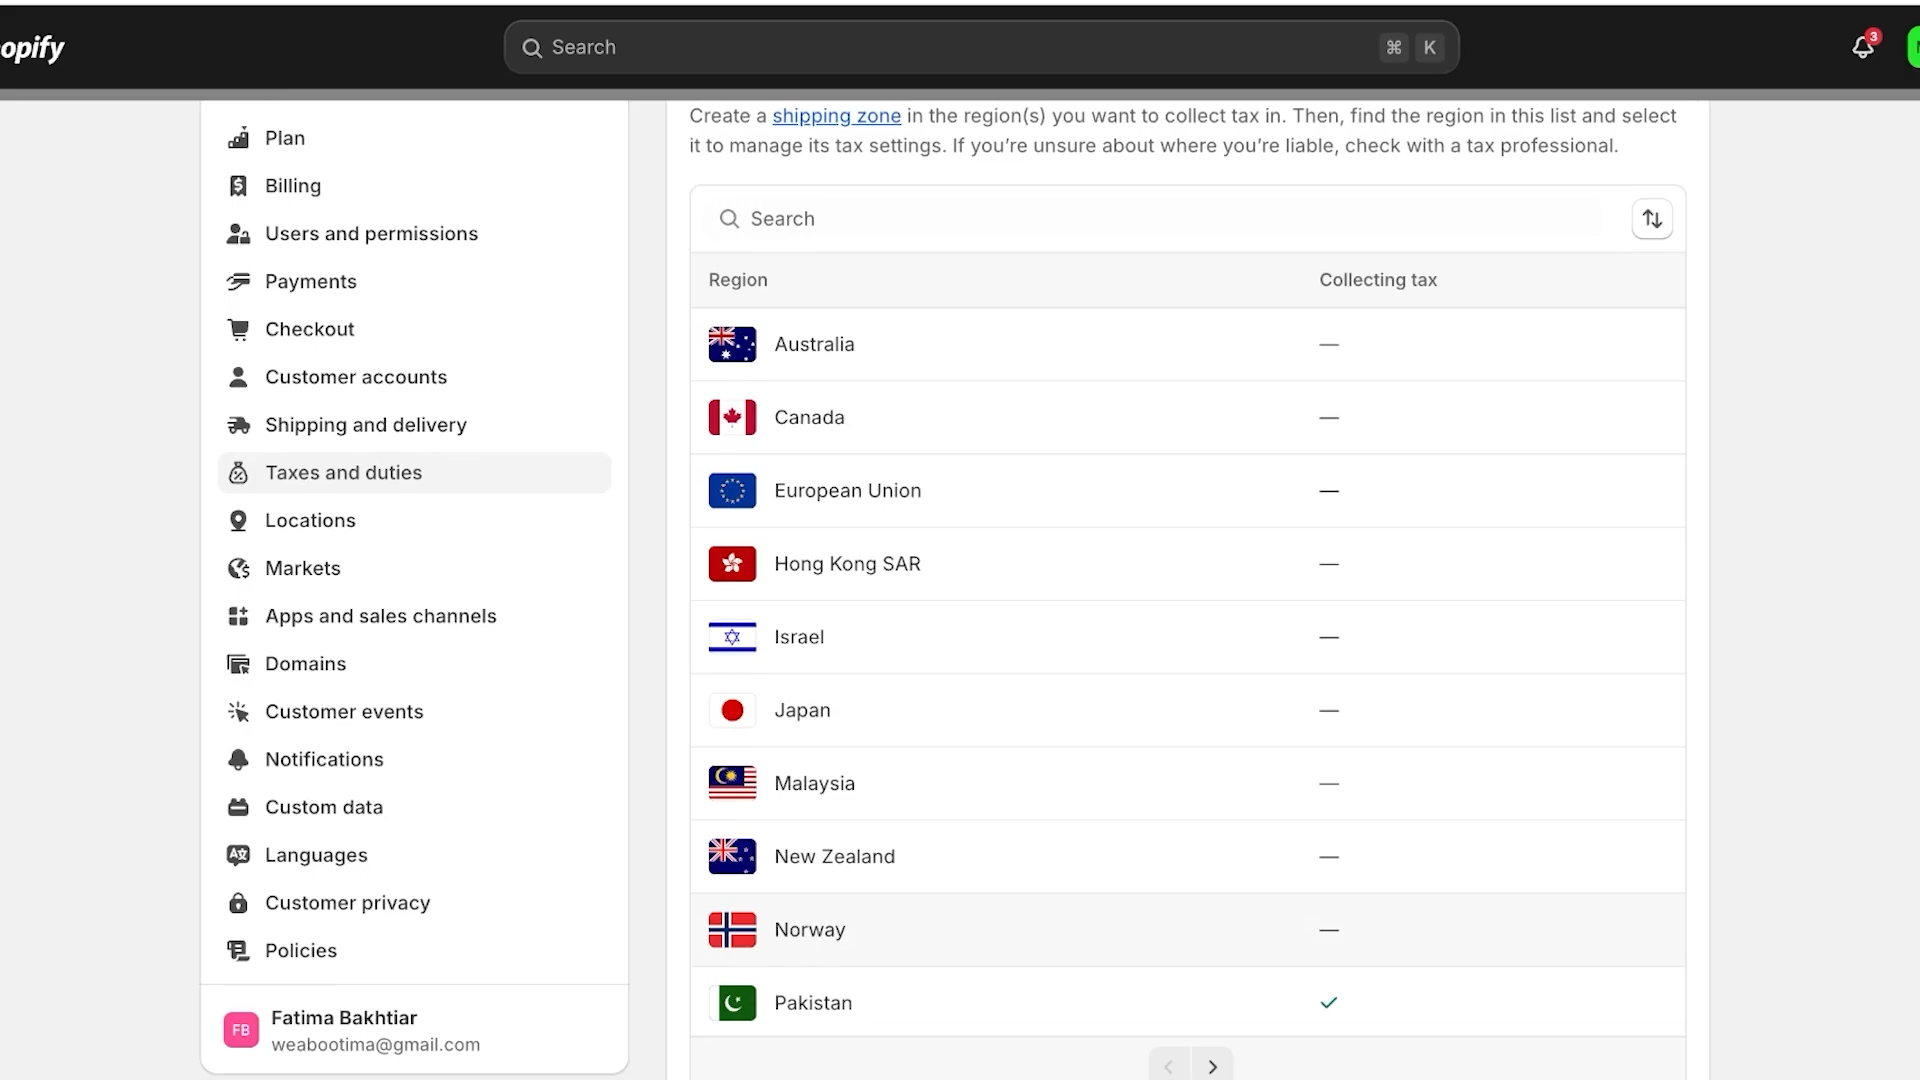 opify
Search
⌘ K
3
Plan
Billing
Users and permissions
Payments
Checkout
Customer accounts
Shipping and delivery
Taxes and duties
Locations
Markets
Apps and sales channels
Domains
Customer events
Notifications
Custom data
Languages
Customer privacy
Policies
FB
Fatima Bakhtiar
weabootima@gmail.com
Create a shipping zone in the region(s) you want to collect tax in. Then, find the region in this list and select
it to manage its tax settings. If you’re unsure about where you’re liable, check with a tax professional.
Search
Region Collecting tax
Australia —
Canada —
European Union —
Hong Kong SAR —
Israel —
Japan —
Malaysia —
New Zealand —
Norway —
Pakistan ✓